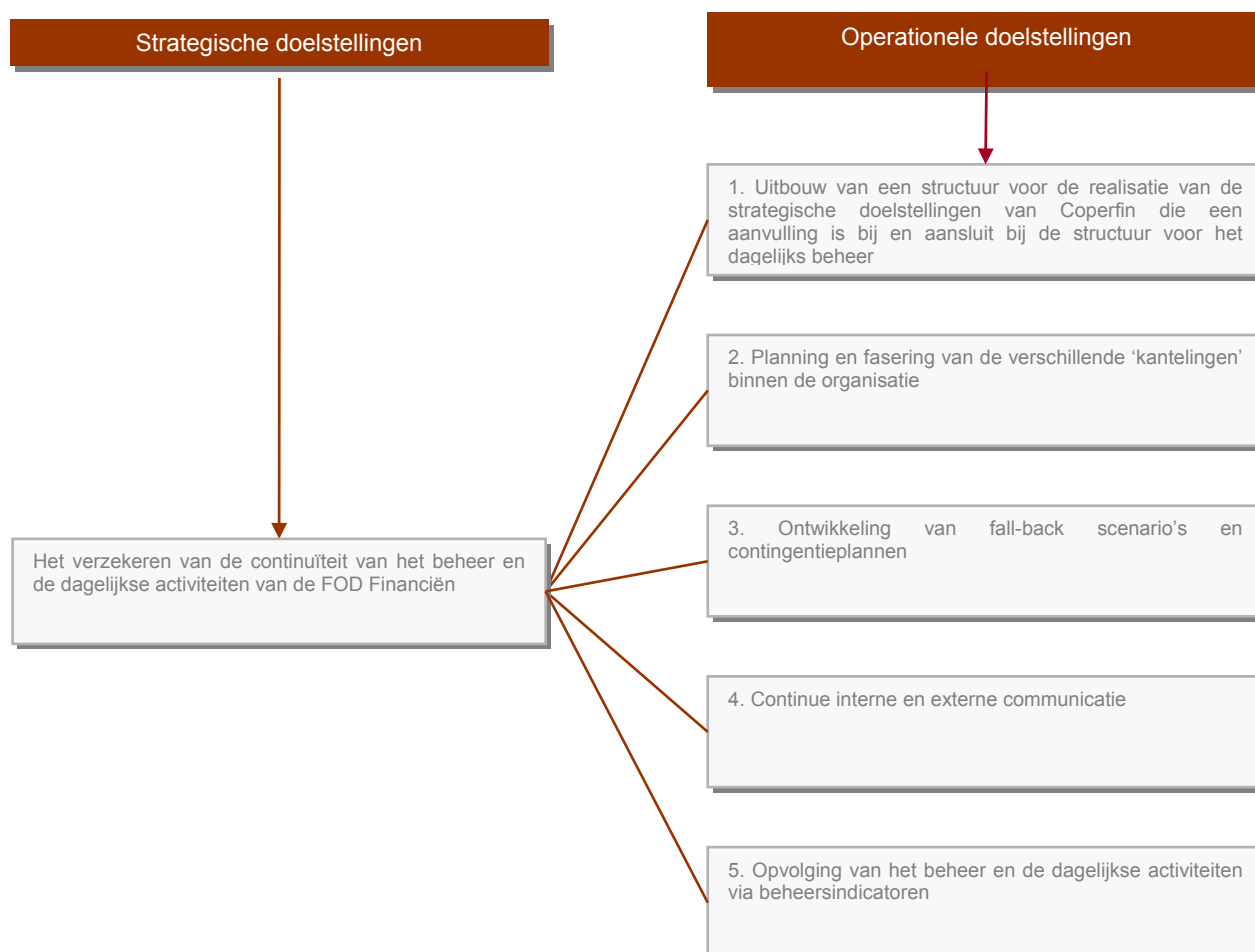 Strategische doelstellingen
Operationele doelstellingen
1. Uitbouw van een structuur voor de realisatie van de
strategische doelstellingen van Coperfin die een
aanvulling is bij en aansluit bij de structuur voor het
dagelijks beheer
2. Planning en fasering van de verschillende ‘kantelingen’
binnen de organisatie
3. Ontwikkeling van fall-back scenario’s en
contingentieplannen
Het verzekeren van de continuïteit van het beheer en
de dagelijkse activiteiten van de FOD Financiën
4. Continue interne en externe communicatie
5. Opvolging van het beheer en de dagelijkse activiteiten
via beheersindicatoren